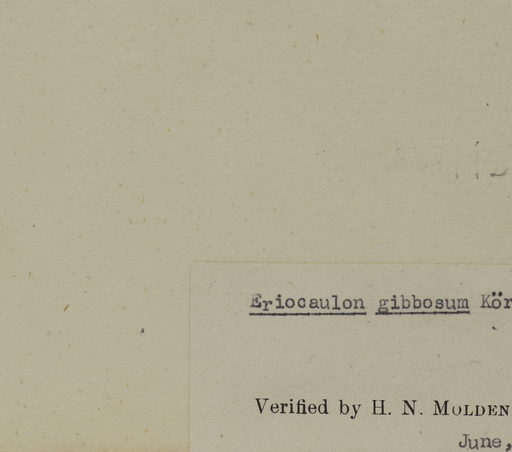 Eriocaulon gibbosum Kör
Verified by H. N. MOLDEN
June,